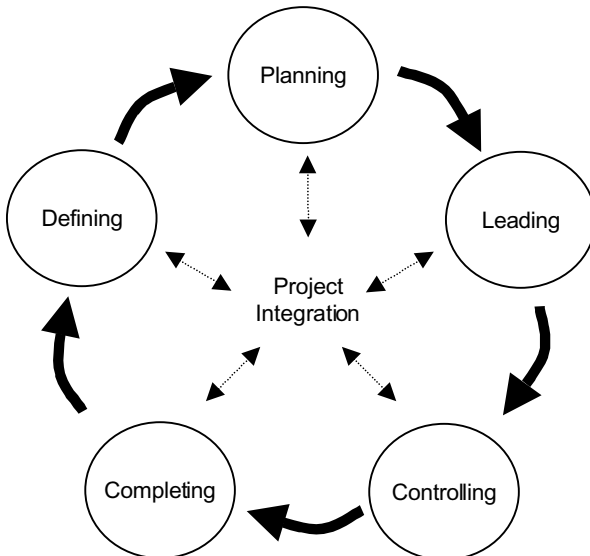 Planning
Defining
Leading
Project
Integration
Completing
Controlling